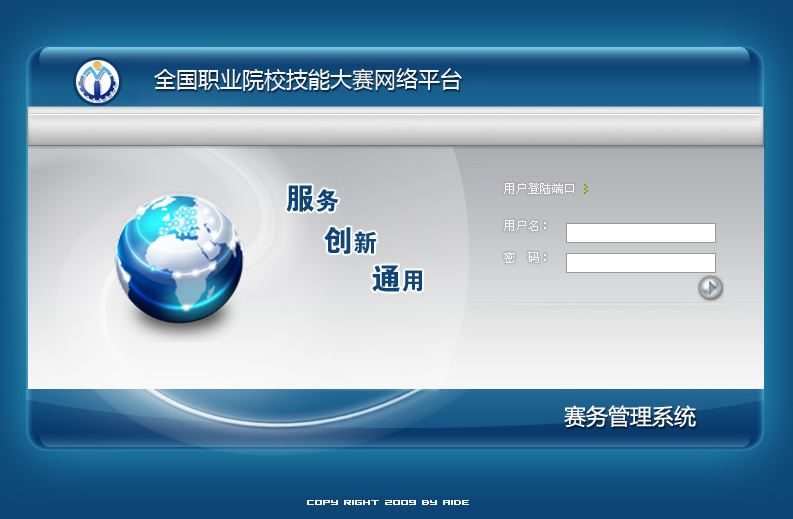 全国职业院校技能大赛网络平台
服务
创新
通用
用户登陆端口
用户名：
密 码：
赛务管理系统
COPY RIGHT 2009 BY AIDE